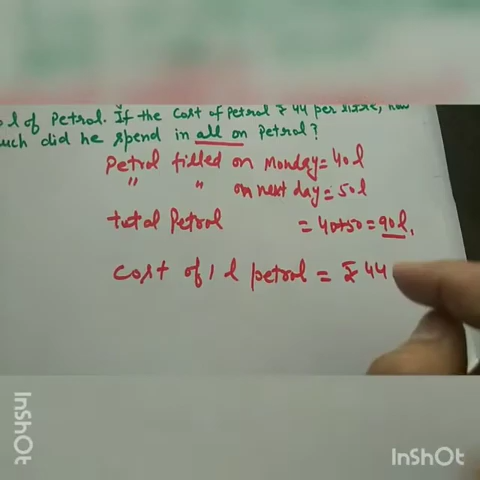 l of Petrol. If the Cost of Petrol ₹ 44 per litre, how
uch did he spend in all on Petrol?
Petrol filled on Monday = 40 l
" " on next day = 50 l
total Petrol = 40+50 = 90 l.
Cost of 1 l petrol = ₹ 44
InShOt
InShOt